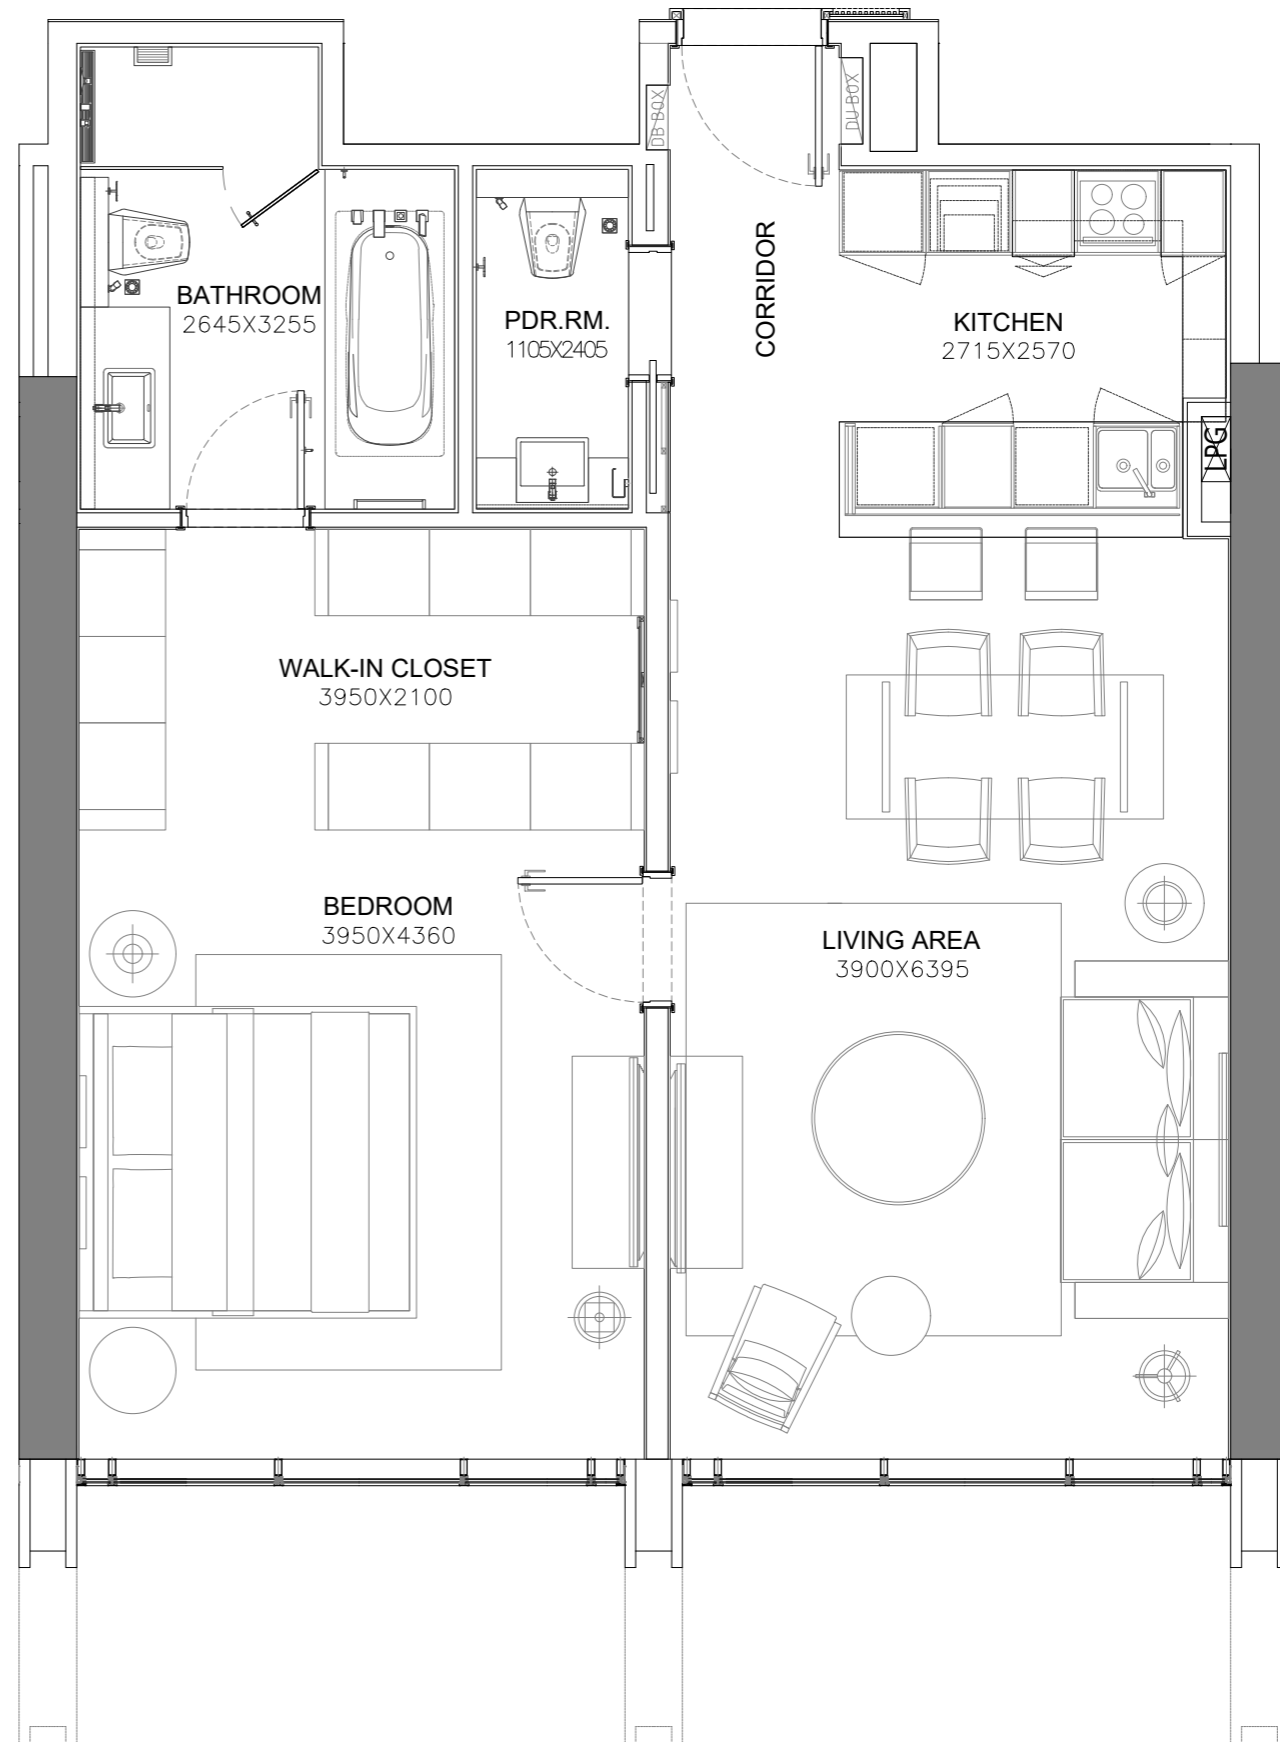 DB BOX
DU BOX
CORRIDOR
BATHROOM
2645X3255
PDR.RM.
1105X2405
KITCHEN
2715X2570
LPG
WALK-IN CLOSET
3950X2100
BEDROOM
3950X4360
LIVING AREA
3900X6395